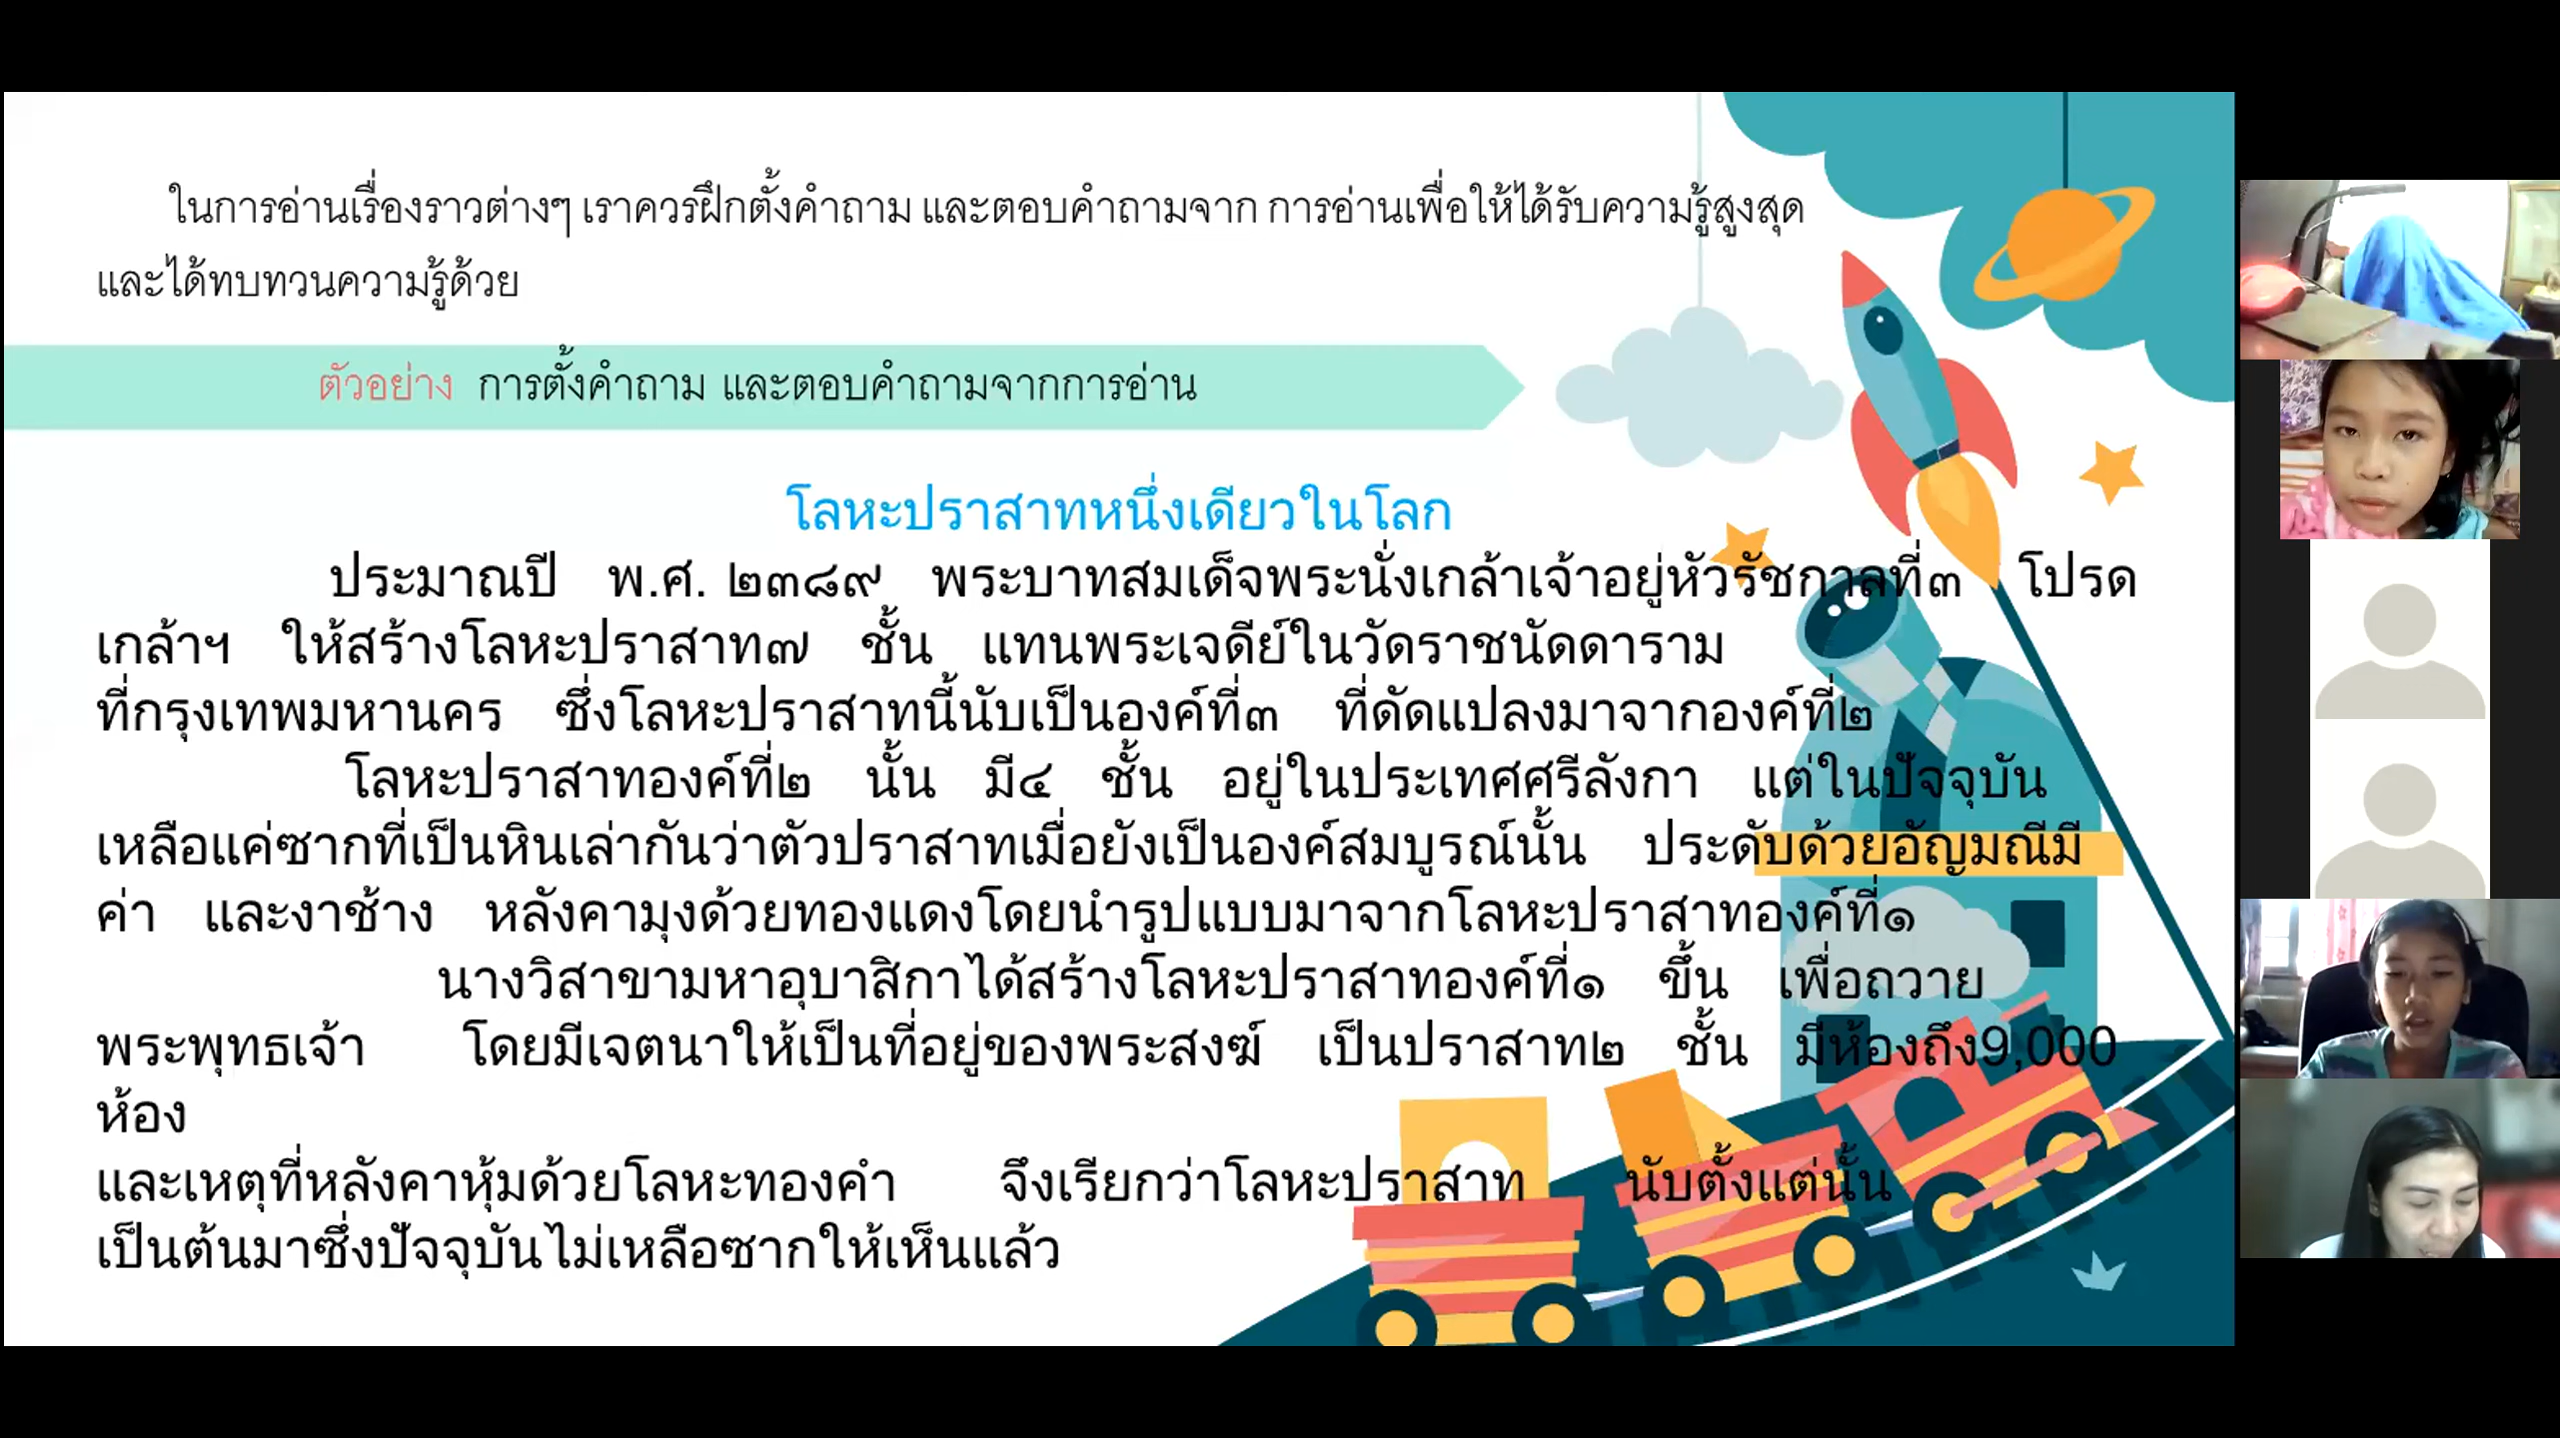 ในการอ่านเรื่องราวต่างๆ เราควรฝึกตั้งคำถาม และตอบคำถามจาก การอ่านเพื่อให้ได้รับความรู้สูงสุด
และได้ทบทวนความรู้ด้วย
ตัวอย่าง การตั้งคำถาม และตอบคำถามจากการอ่าน
โลหะปราสาทหนึ่งเดียวในโลก
ประมาณปี พ.ศ. ๒๓๘๙ พระบาทสมเด็จพระนั่งเกล้าเจ้าอยู่หัวรัชกาลที่๓ โปรด
เกล้าฯ ให้สร้างโลหะปราสาท๗ ชั้น แทนพระเจดีย์ในวัดราชนัดดาราม
ที่กรุงเทพมหานคร ซึ่งโลหะปราสาทนี้นับเป็นองค์ที่๓ ที่ดัดแปลงมาจากองค์ที่๒
โลหะปราสาทองค์ที่๒ นั้น มี๔ ชั้น อยู่ในประเทศศรีลังกา แต่ในปัจจุบัน
เหลือแค่ซากที่เป็นหินเล่ากันว่าตัวปราสาทเมื่อยังเป็นองค์สมบูรณ์นั้น ประดับด้วยอัญมณีมี
ค่า และงาช้าง หลังคามุงด้วยทองแดงโดยนำรูปแบบมาจากโลหะปราสาทองค์ที่๑
นางวิสาขามหาอุบาสิกาได้สร้างโลหะปราสาทองค์ที่๑ ขึ้น เพื่อถวาย
พระพุทธเจ้า โดยมีเจตนาให้เป็นที่อยู่ของพระสงฆ์ เป็นปราสาท๒ ชั้น มีห้องถึง9,000
ห้อง
และเหตุที่หลังคาหุ้มด้วยโลหะทองคำ จึงเรียกว่าโลหะปราสาท นับตั้งแต่นั้น
เป็นต้นมาซึ่งปัจจุบันไม่เหลือซากให้เห็นแล้ว